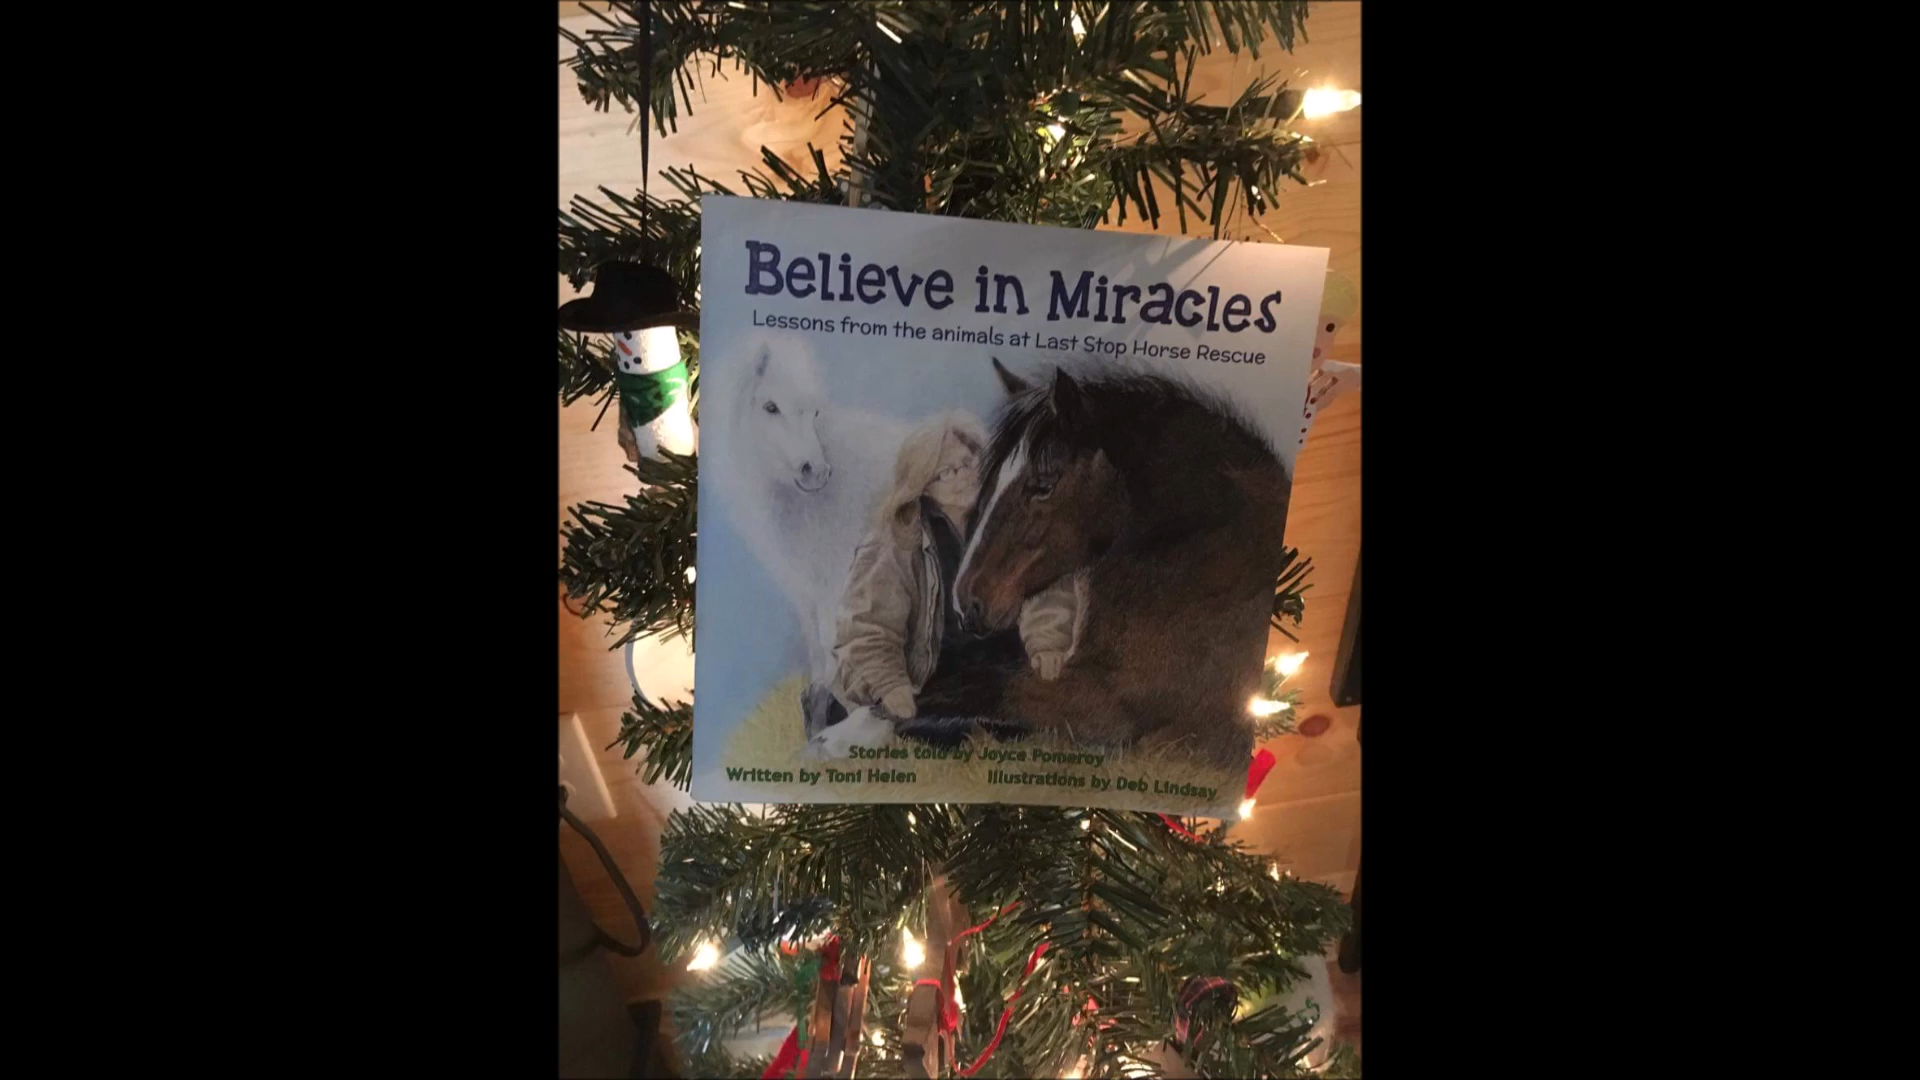 Believe in Miracles
Lessons from the animals at Last Stop Horse Rescue
Stories told by Joyce Pomeroy
Written by Toni Helen
Illustrations by Deb Lindsay